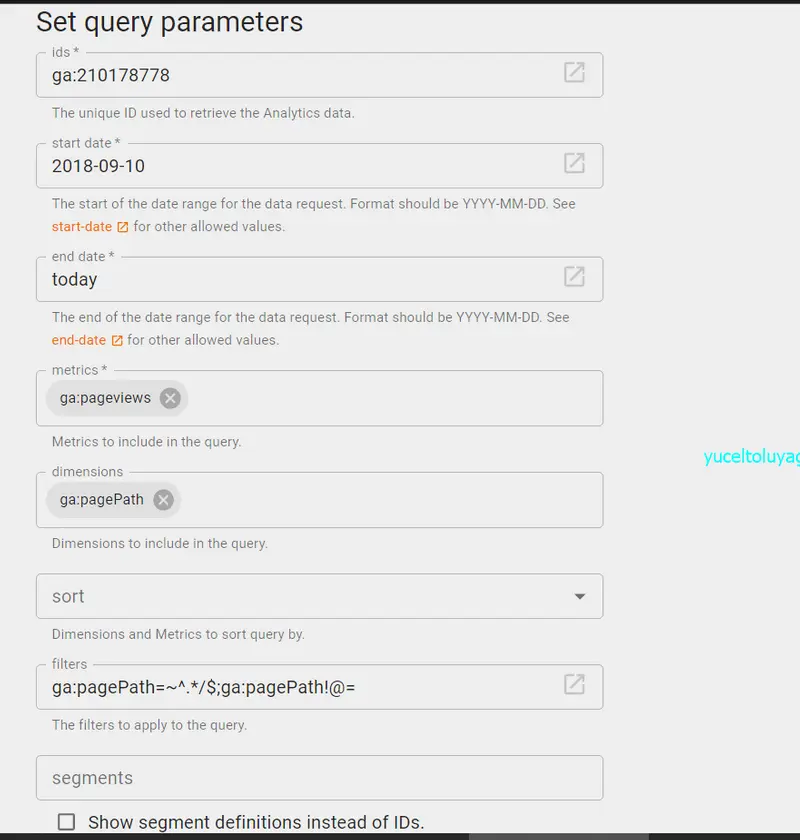 Set query parameters
ids *
ga:210178778
The unique ID used to retrieve the Analytics data.
start date *
2018-09-10
The start of the date range for the data request. Format should be YYYY-MM-DD. See
start-date for other allowed values.
end date *
today
The end of the date range for the data request. Format should be YYYY-MM-DD. See
end-date for other allowed values.
metrics *
ga:pageviews
Metrics to include in the query.
yuceltoluyag
dimensions
ga:pagePath
Dimensions to include in the query.
sort
Dimensions and Metrics to sort query by.
filters
ga:pagePath=~^.*/$;ga:pagePath!@=
The filters to apply to the query.
segments
Show segment definitions instead of IDs.